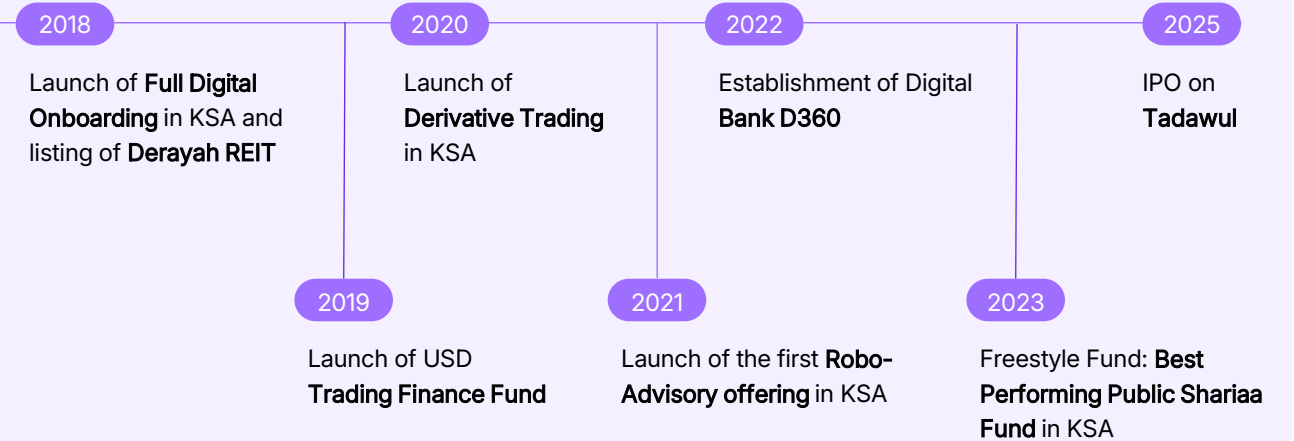 2018
Launch of Full Digital
Onboarding in KSA and
listing of Derayah REIT
2019
Launch of USD
Trading Finance Fund
2020
Launch of
Derivative Trading
in KSA
2021
Launch of the first Robo-
Advisory offering in KSA
2022
Establishment of Digital
Bank D360
2023
Freestyle Fund: Best
Performing Public Shariaa
Fund in KSA
2025
IPO on
Tadawul